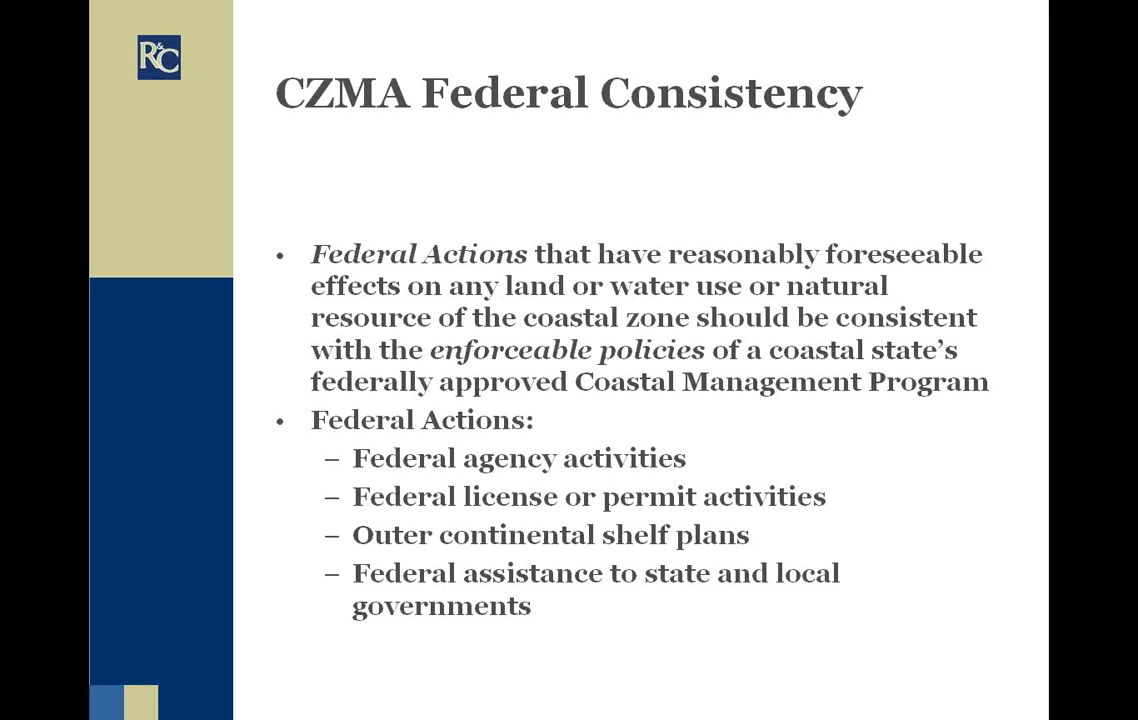 R&C
CZMA Federal Consistency
• Federal Actions that have reasonably foreseeable
effects on any land or water use or natural
resource of the coastal zone should be consistent
with the enforceable policies of a coastal state’s
federally approved Coastal Management Program
• Federal Actions:
– Federal agency activities
– Federal license or permit activities
– Outer continental shelf plans
– Federal assistance to state and local
governments